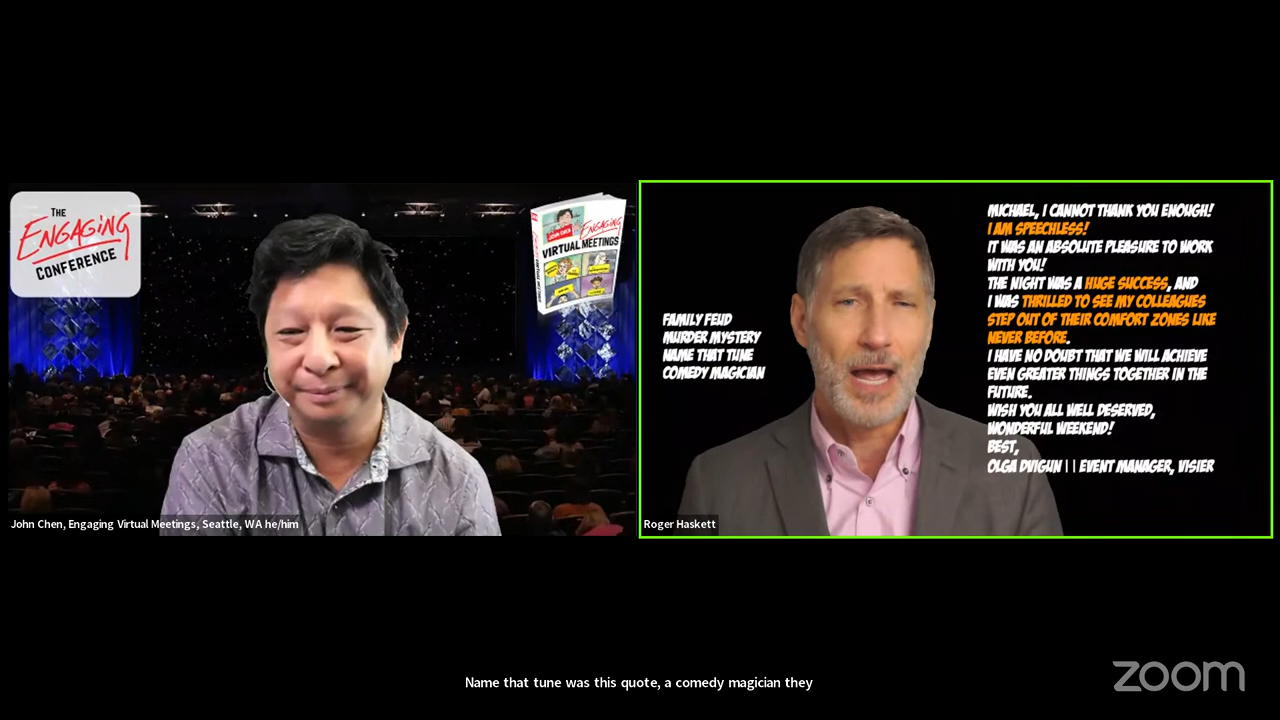 THE
ENGAGING
CONFERENCE
JOHN CHEN
ENGAGING
VIRTUAL MEETINGS
John Chen, Engaging Virtual Meetings, Seattle, WA he/him
FAMILY FEUD
MURDER MYSTERY
NAME THAT TUNE
COMEDY MAGICIAN
MICHAEL, I CANNOT THANK YOU ENOUGH!
I AM SPEECHLESS!
IT WAS AN ABSOLUTE PLEASURE TO WORK
WITH YOU!
THE NIGHT WAS A HUGE SUCCESS, AND
I WAS THRILLED TO SEE MY COLLEAGUES
STEP OUT OF THEIR COMFORT ZONES LIKE
NEVER BEFORE.
I HAVE NO DOUBT THAT WE WILL ACHIEVE
EVEN GREATER THINGS TOGETHER IN THE
FUTURE.
WISH YOU ALL WELL DESERVED,
WONDERFUL WEEKEND!
BEST,
OLGA DVIGUN || EVENT MANAGER, VISIER
Roger Haskett
Name that tune was this quote, a comedy magician they
zoom